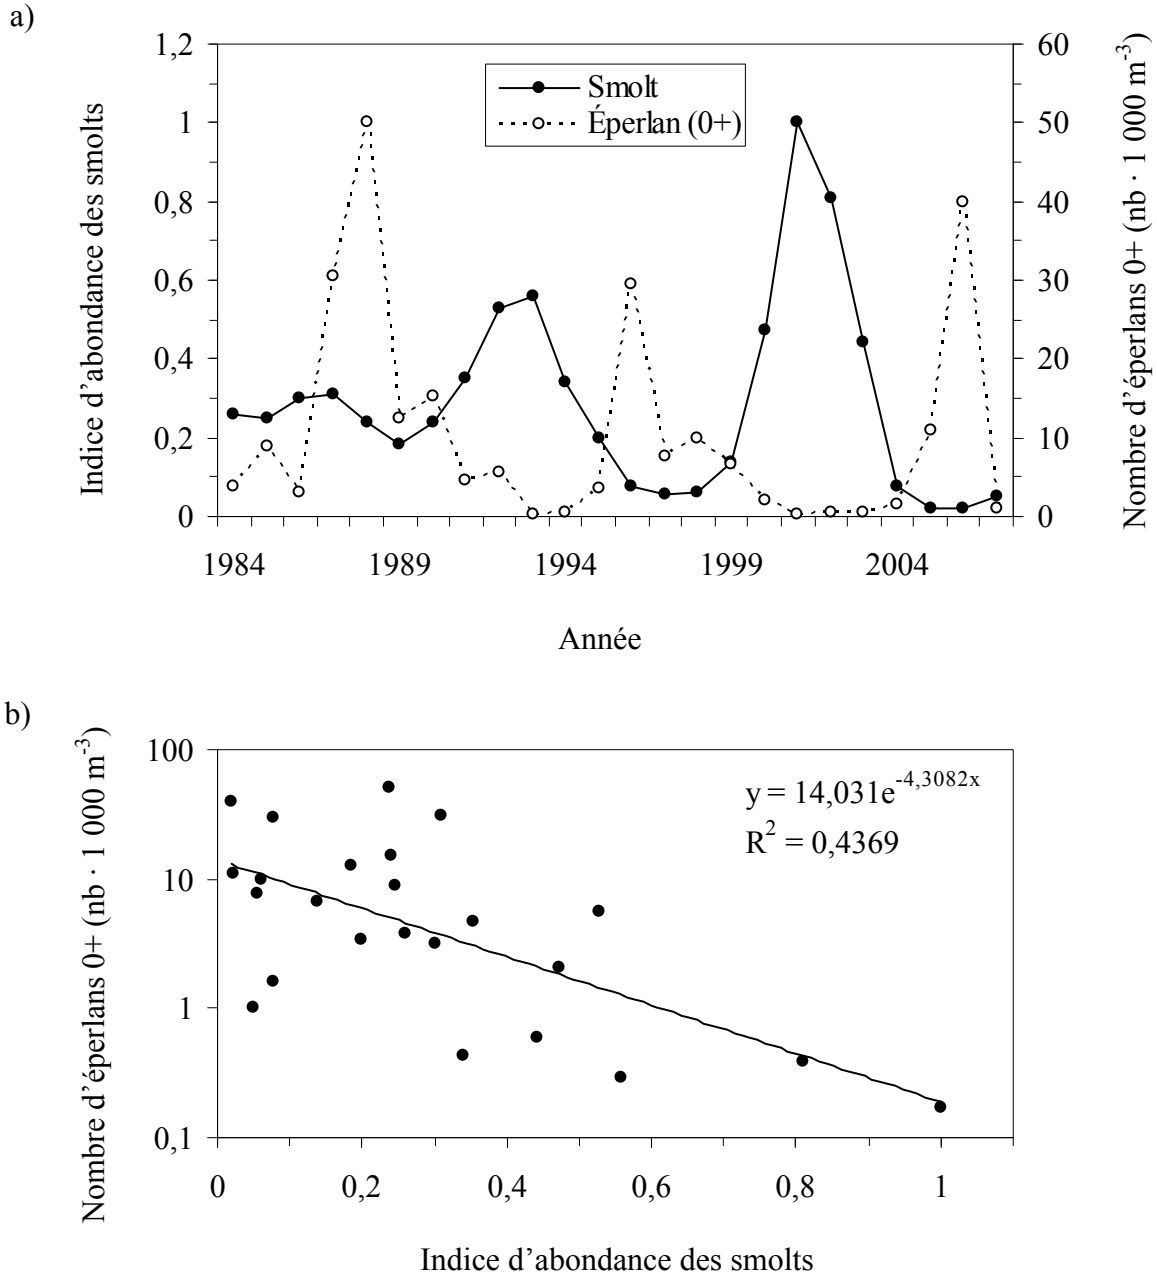 a)
Indice d'abondance des smolts
Nombre d'éperlans 0+ (nb · 1 000 m-3)
1,2
1
0,8
0,6
0,4
0,2
0
60
50
40
30
20
10
0
Smolt
Éperlan (0+)
1984 1989 1994 1999 2004
Année
b)
Nombre d'éperlans 0+ (nb · 1 000 m-3)
100
10
1
0,1
y = 14,031e-4,3082x
R2 = 0,4369
0 0,2 0,4 0,6 0,8 1
Indice d'abondance des smolts